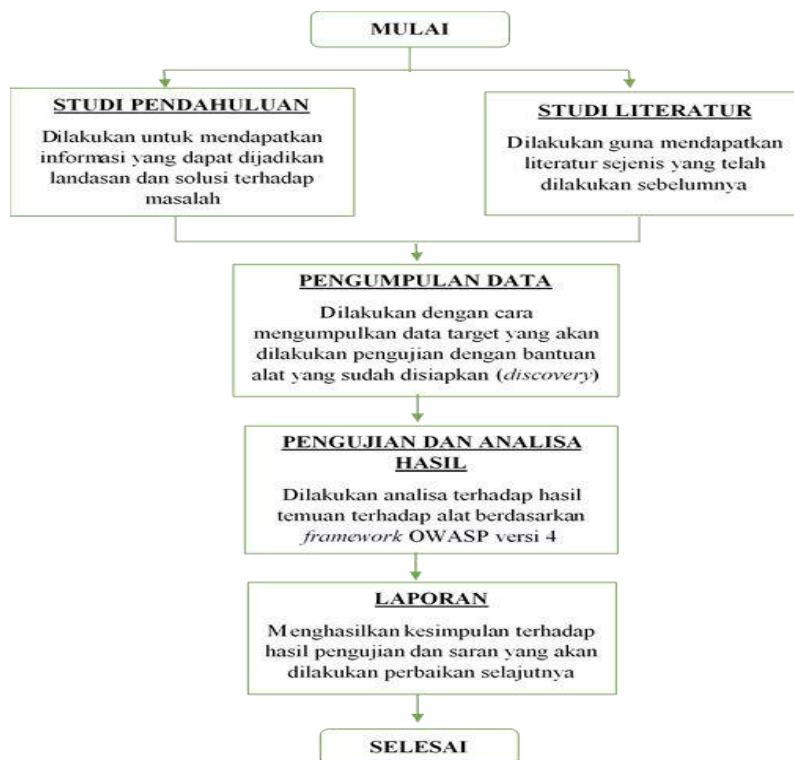 MULAI
STUDI PENDAHULUAN
Dilakukan untuk mendapatkan
informasi yang dapat dijadikan
landasan dan solusi terhadap
masalah
STUDI LITERATUR
Dilakukan guna mendapatkan
literatur sejenis yang telah
dilakukan sebelumnya
PENGUMPULAN DATA
Dilakukan dengan cara
mengumpulkan data target yang akan
dilakukan pengujian dengan bantuan
alat yang sudah disiapkan (discovery)
PENGUJIAN DAN ANALISA
HASIL
Dilakukan analisa terhadap hasil
temuan terhadap alat berdasarkan
framework OWASP versi 4
LAPORAN
Menghasilkan kesimpulan terhadap
hasil pengujian dan saran yang akan
dilakukan perbaikan selajutnya
SELESAI